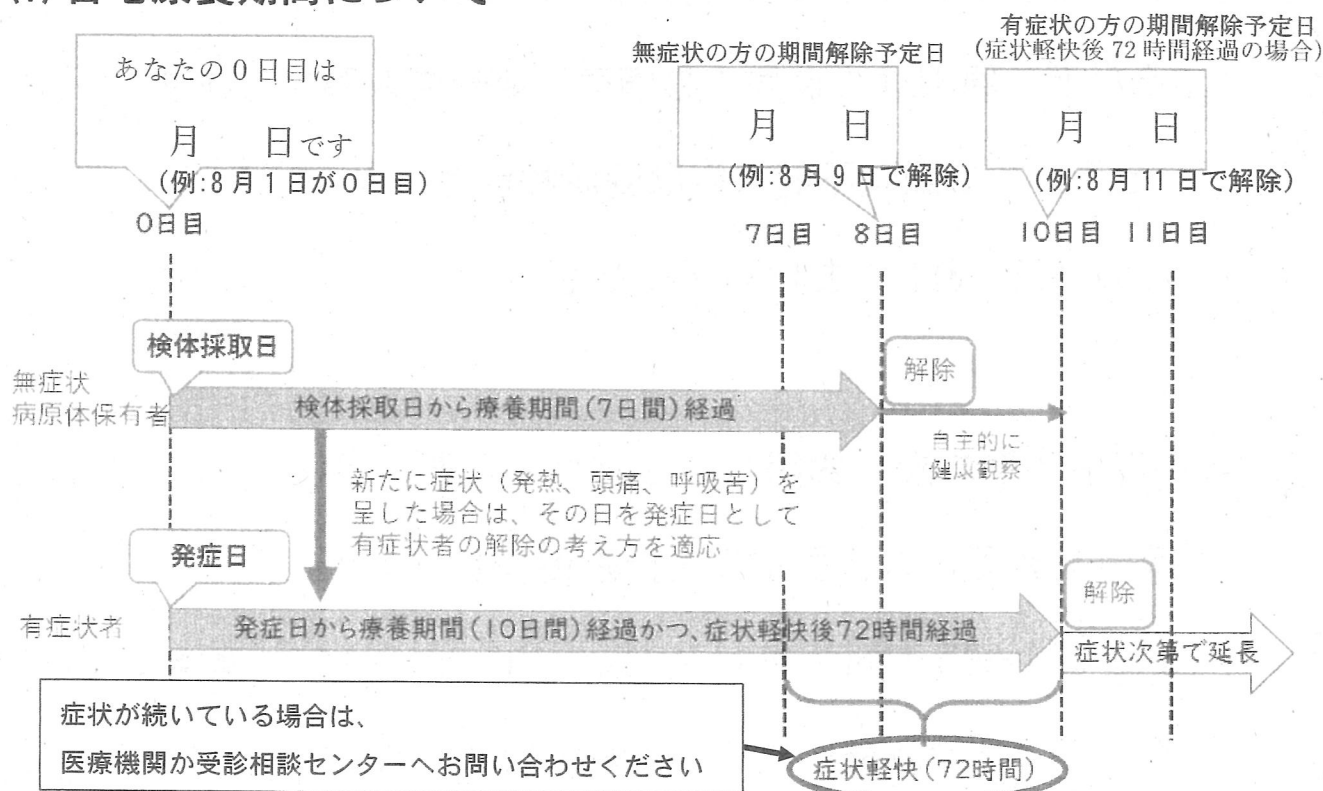 自宅療養期間について
あなたの0日目は
月　日です
(例:8月1日が0日目)
0日目
無症状の方の期間解除予定日
月　日
(例:8月9日で解除)
7日目　8日目
有症状の方の期間解除予定日
(症状軽快後72時間経過の場合)
月　日
(例:8月11日で解除)
10日目　11日目
検体採取日
無症状
病原体保有者
検体採取日から療養期間(7日間)経過
解除
自主的に
健康観察
新たに症状（発熱、頭痛、呼吸苦）を
呈した場合は、その日を発症日として
有症状者の解除の考え方を適応
発症日
有症状者
発症日から療養期間(10日間)経過かつ、症状軽快後72時間経過
解除
症状次第で延長
症状が続いている場合は、
医療機関か受診相談センターへお問い合わせください
症状軽快(72時間)